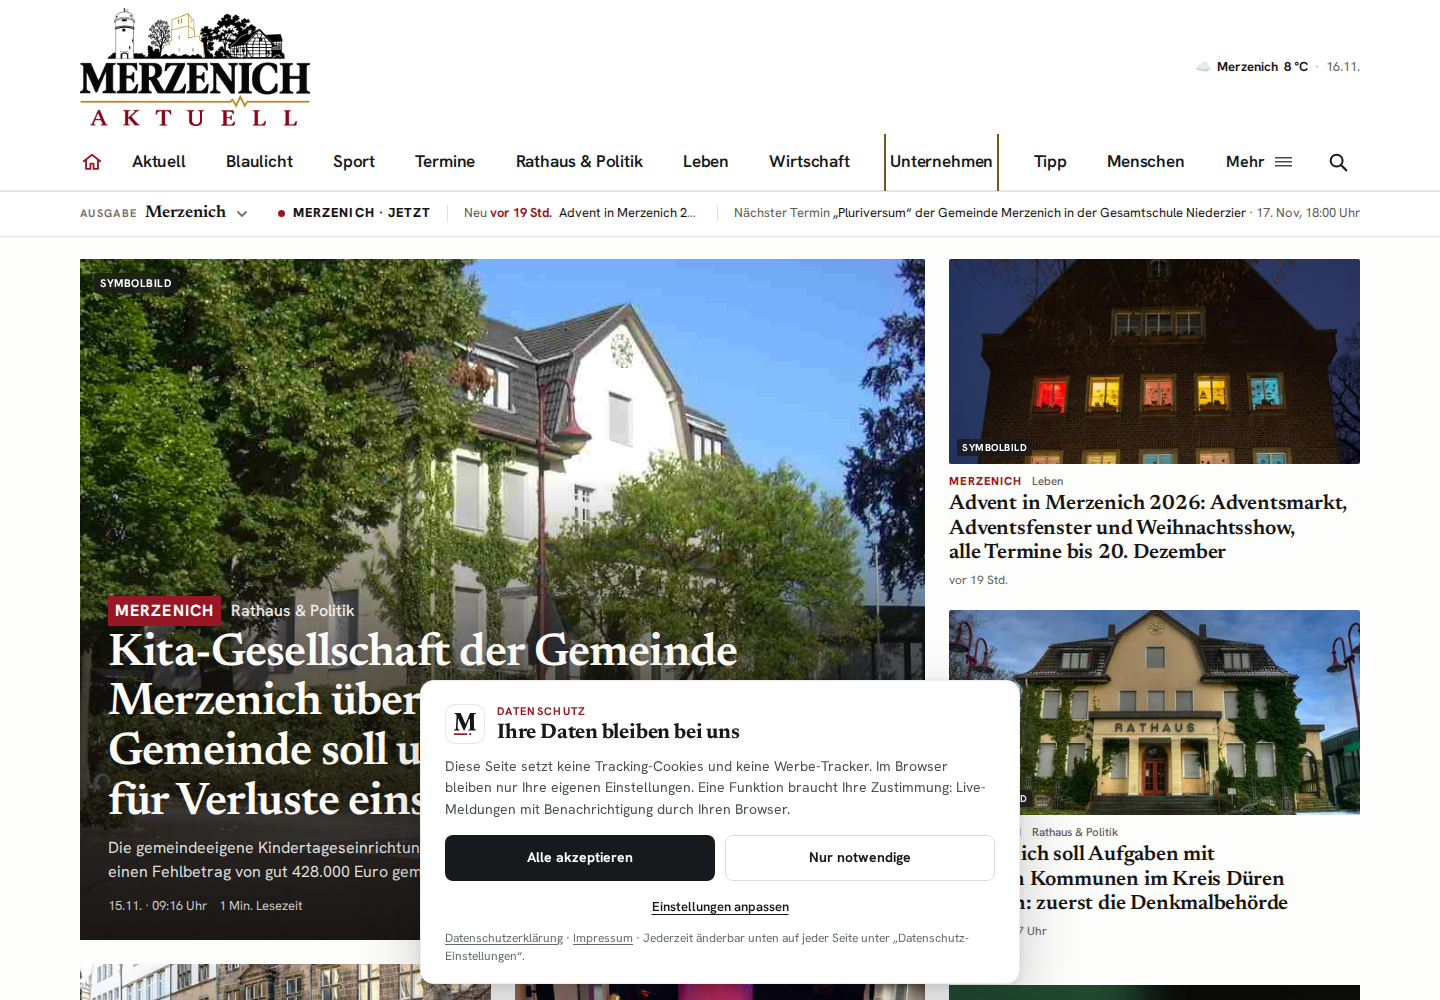 MERZENICH
AKTUELL
Merzenich 8 °C · 16.11.
Aktuell Blaulicht Sport Termine Rathaus & Politik Leben Wirtschaft Unternehmen Tipp Menschen Mehr
AUSGABE Merzenich
MERZENICH · JETZT
Neu vor 19 Std. Advent in Merzenich 2...
Nächster Termin „Pluriversum“ der Gemeinde Merzenich in der Gesamtschule Niederzier · 17. Nov, 18:00 Uhr
SYMBOLBILD
MERZENICH Rathaus & Politik
Kita-Gesellschaft der Gemeinde
Merzenich über
Gemeinde soll u
für Verluste eins
Die gemeindeeigene Kindertageseinrichtun
einen Fehlbetrag von gut 428.000 Euro gem
15.11. · 09:16 Uhr 1 Min. Lesezeit
SYMBOLBILD
MERZENICH Leben
Advent in Merzenich 2026: Adventsmarkt,
Adventsfenster und Weihnachtsshow,
alle Termine bis 20. Dezember
vor 19 Std.
RATHAUS
D
Rathaus & Politik
ich soll Aufgaben mit
n Kommunen im Kreis Düren
n: zuerst die Denkmalbehörde
7 Uhr
M
DATENSCHUTZ
Ihre Daten bleiben bei uns
Diese Seite setzt keine Tracking-Cookies und keine Werbe-Tracker. Im Browser
bleiben nur Ihre eigenen Einstellungen. Eine Funktion braucht Ihre Zustimmung: Live-
Meldungen mit Benachrichtigung durch Ihren Browser.
Alle akzeptieren
Nur notwendige
Einstellungen anpassen
Datenschutzerklärung · Impressum · Jederzeit änderbar unten auf jeder Seite unter „Datenschutz-
Einstellungen“.